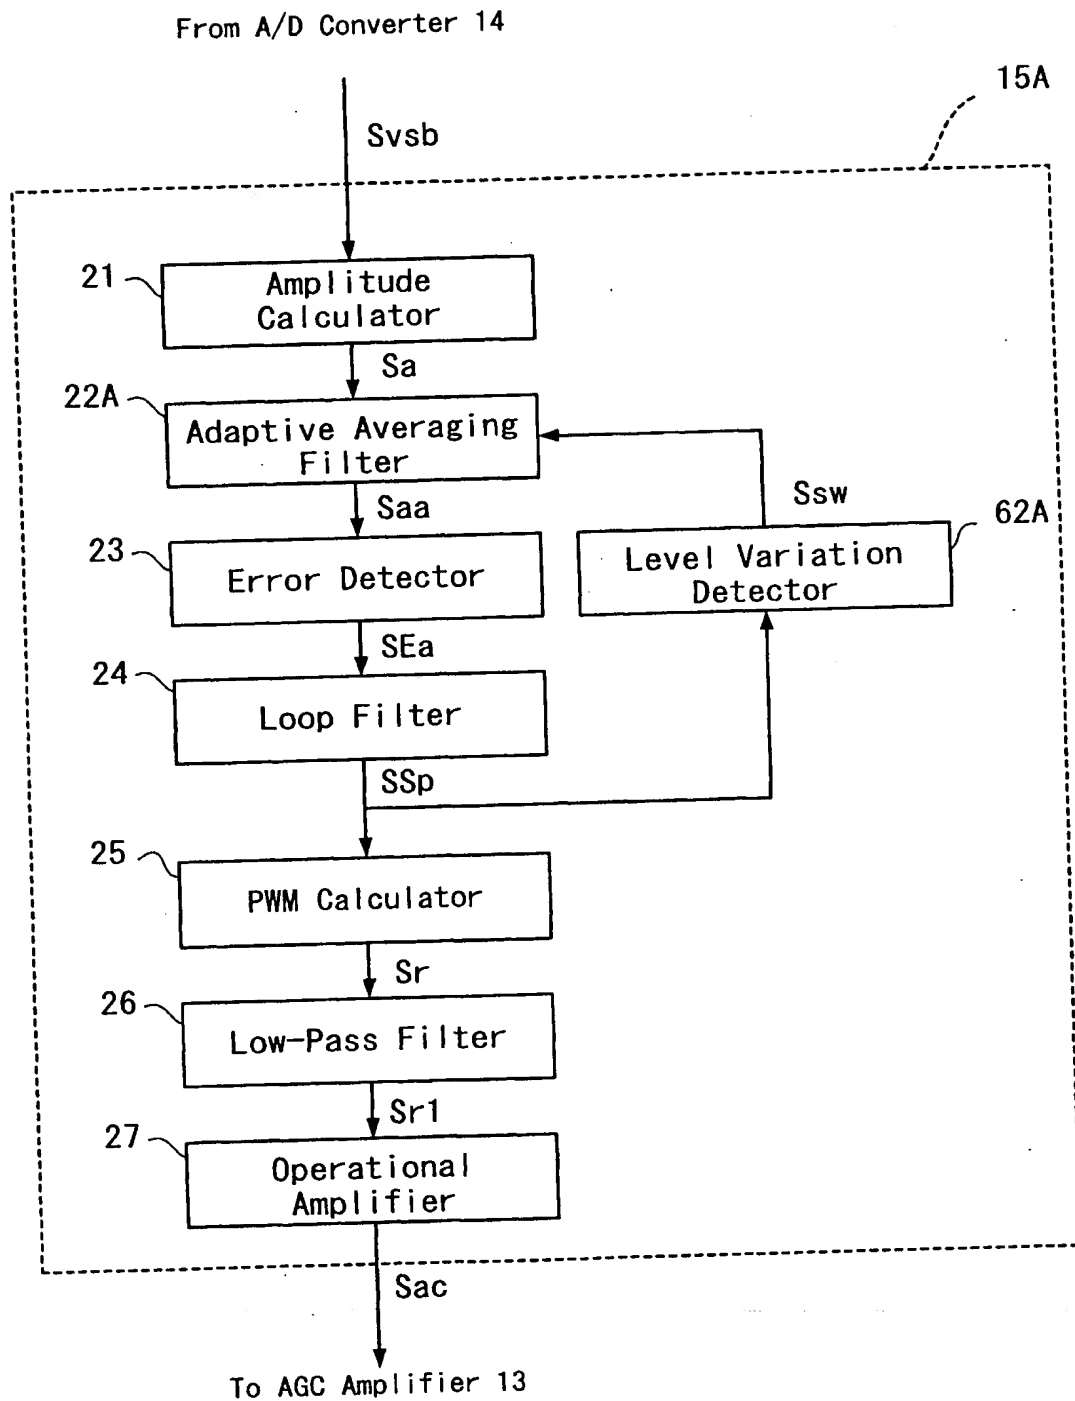 From A/D Converter 14
15A
Svsb
21
Amplitude
Calculator
Sa
22A
Adaptive Averaging
Filter
Ssw
Saa
62A
23
Error Detector
Level Variation
Detector
SEa
24
Loop Filter
SSp
25
PWM Calculator
Sr
26
Low-Pass Filter
Sr1
27
Operational
Amplifier
Sac
To AGC Amplifier 13